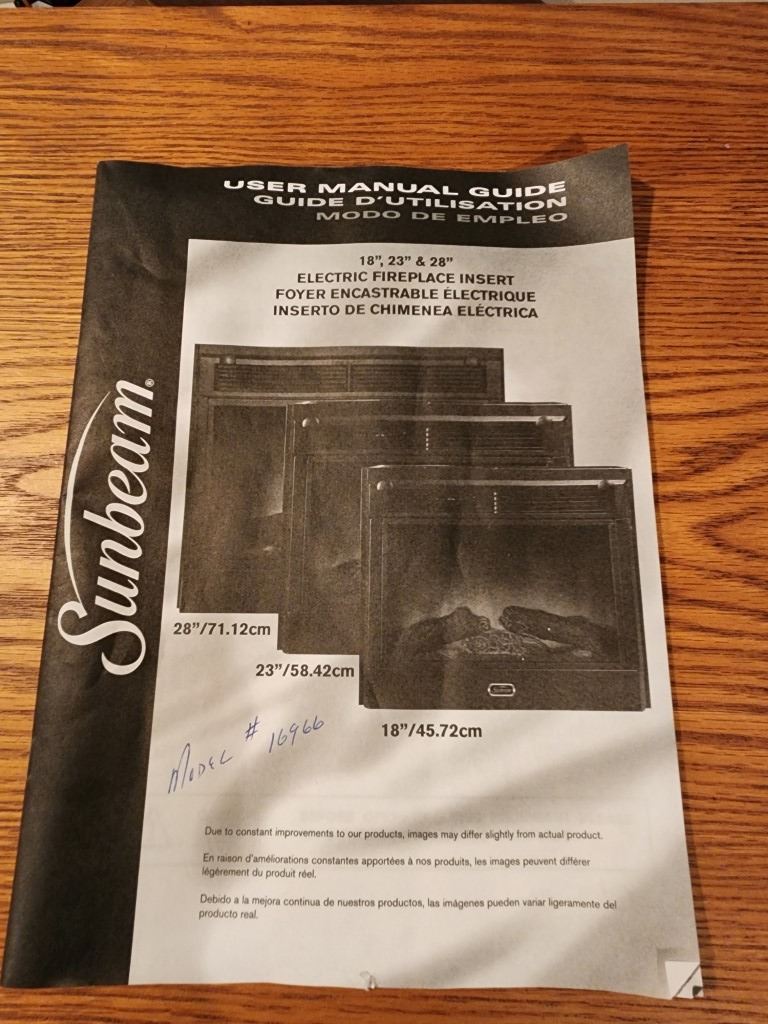 USER MANUAL GUIDE
GUIDE D'UTILISATION
MODO DE EMPLEO
18", 23" & 28"
ELECTRIC FIREPLACE INSERT
FOYER ENCASTRABLE ÉLECTRIQUE
INSERTO DE CHIMENEA ELÉCTRICA
Sunbeam®
28"/71.12cm
23"/58.42cm
Sunbeam
18"/45.72cm
MODEL # 16966
Due to constant improvements to our products, images may differ slightly from actual product.
En raison d'améliorations constantes apportées à nos produits, les images peuvent différer
légèrement du produit réel.
Debido a la mejora continua de nuestros productos, las imágenes pueden variar ligeramente del
producto real.